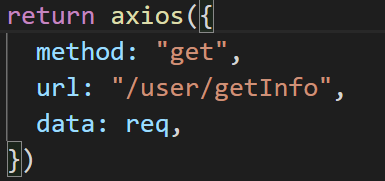 return axios({
  method: "get",
  url: "/user/getInfo",
  data: req,
})